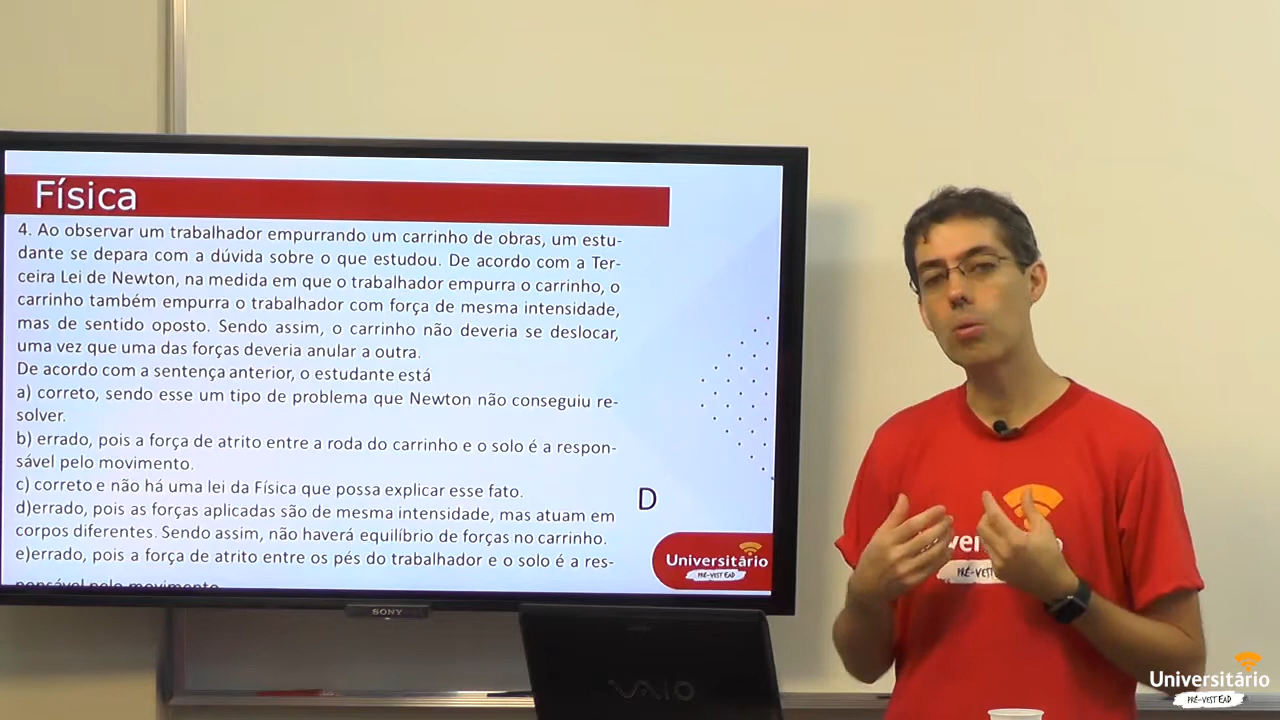 Física
4. Ao observar um trabalhador empurrando um carrinho de obras, um estu-
dante se depara com a dúvida sobre o que estudou. De acordo com a Ter-
ceira Lei de Newton, na medida em que o trabalhador empurra o carrinho, o
carrinho também empurra o trabalhador com força de mesma intensidade,
mas de sentido oposto. Sendo assim, o carrinho não deveria se deslocar,
uma vez que uma das forças deveria anular a outra.
De acordo com a sentença anterior, o estudante está
a) correto, sendo esse um tipo de problema que Newton não conseguiu re-
solver.
b) errado, pois a força de atrito entre a roda do carrinho e o solo é a respon-
sável pelo movimento.
c) correto e não há uma lei da Física que possa explicar esse fato.
d)errado, pois as forças aplicadas são de mesma intensidade, mas atuam em
corpos diferentes. Sendo assim, não haverá equilíbrio de forças no carrinho.
e)errado, pois a força de atrito entre os pés do trabalhador e o solo é a res-
ponsável pelo movimento
D
Universitário
PRÉ-VEST EAD
SONY
VAIO
PRÉ-VEST
Universitário
PRÉ-VEST EAD